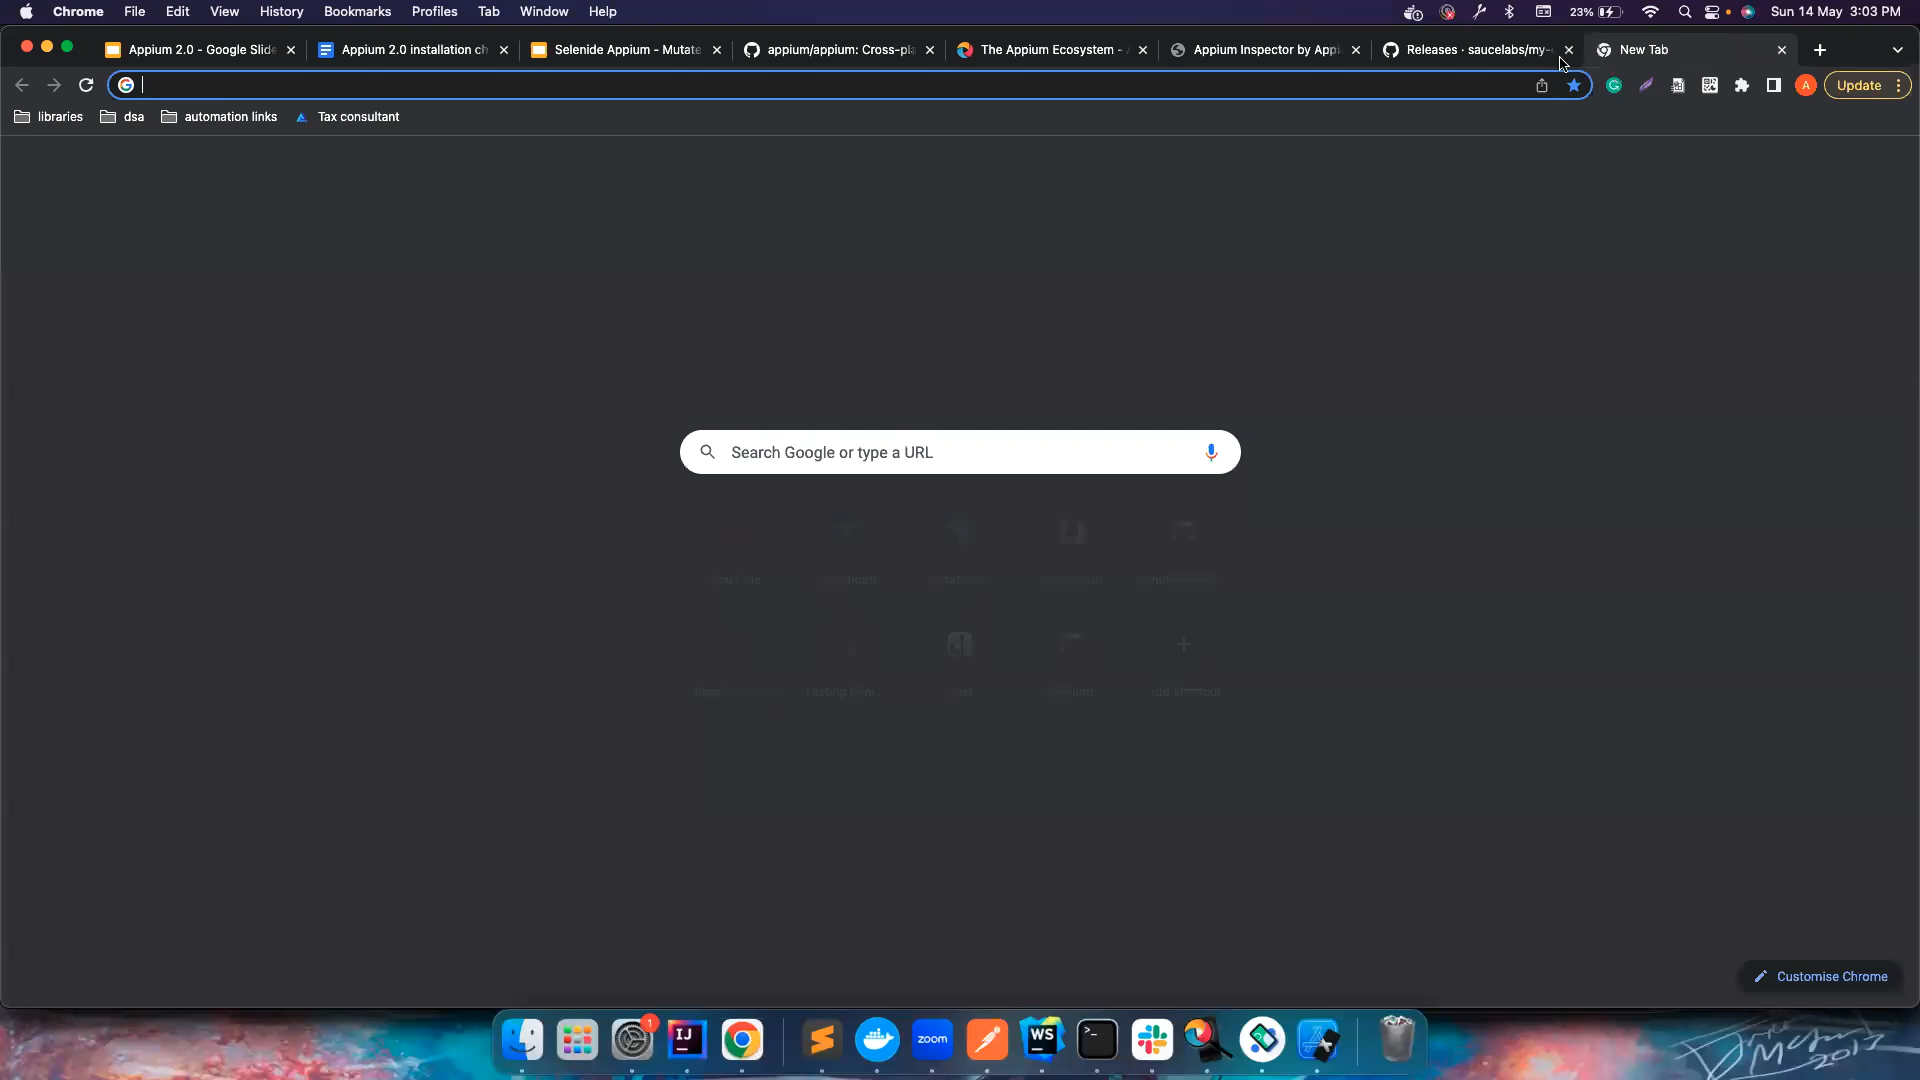 Chrome File Edit View History Bookmarks Profiles Tab Window Help 23% Sun 14 May 3:03 PM
Appium 2.0 - Google Slide Appium 2.0 installation ch Selenide Appium - Mutate appium/appium: Cross-pla The Appium Ecosystem - Appium Inspector by Appi Releases · saucelabs/my- New Tab
A Update
libraries dsa automation links Tax consultant
Search Google or type a URL
Customise Chrome
1
IJ zoom WS >_
2017